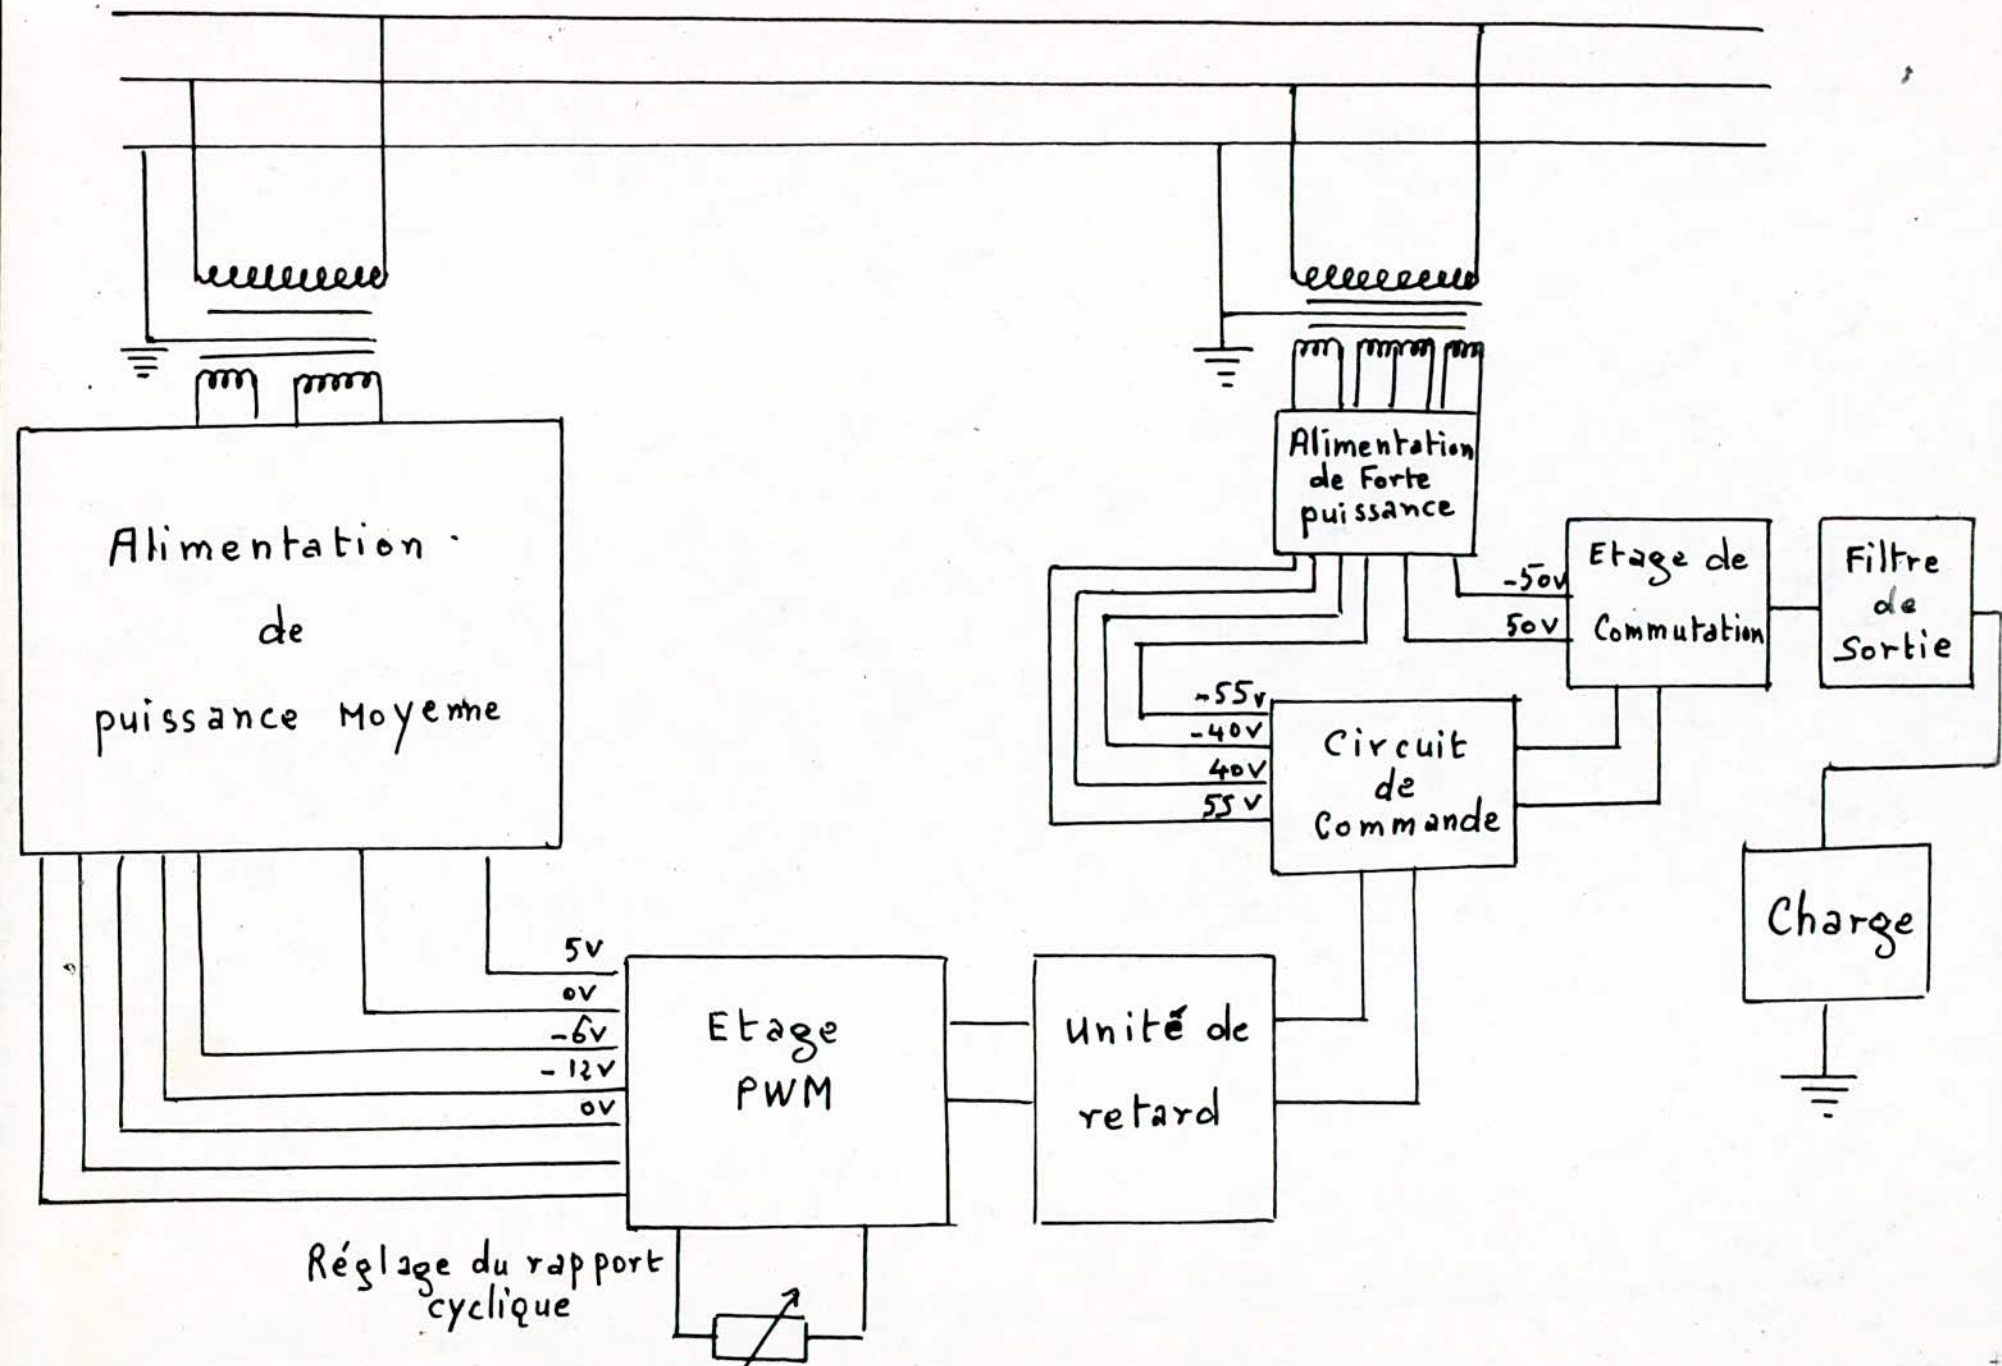 Alimentation
de
puissance Moyenne
Alimentation
de Forte
puissance
-50V
50V
Etage de
Commutation
Filtre
de
Sortie
-55V
-40V
40V
55V
Circuit
de
Commande
Charge
5V
0V
-6V
-12V
0V
Etage
PWM
Unité de
retard
Réglage du rapport
cyclique